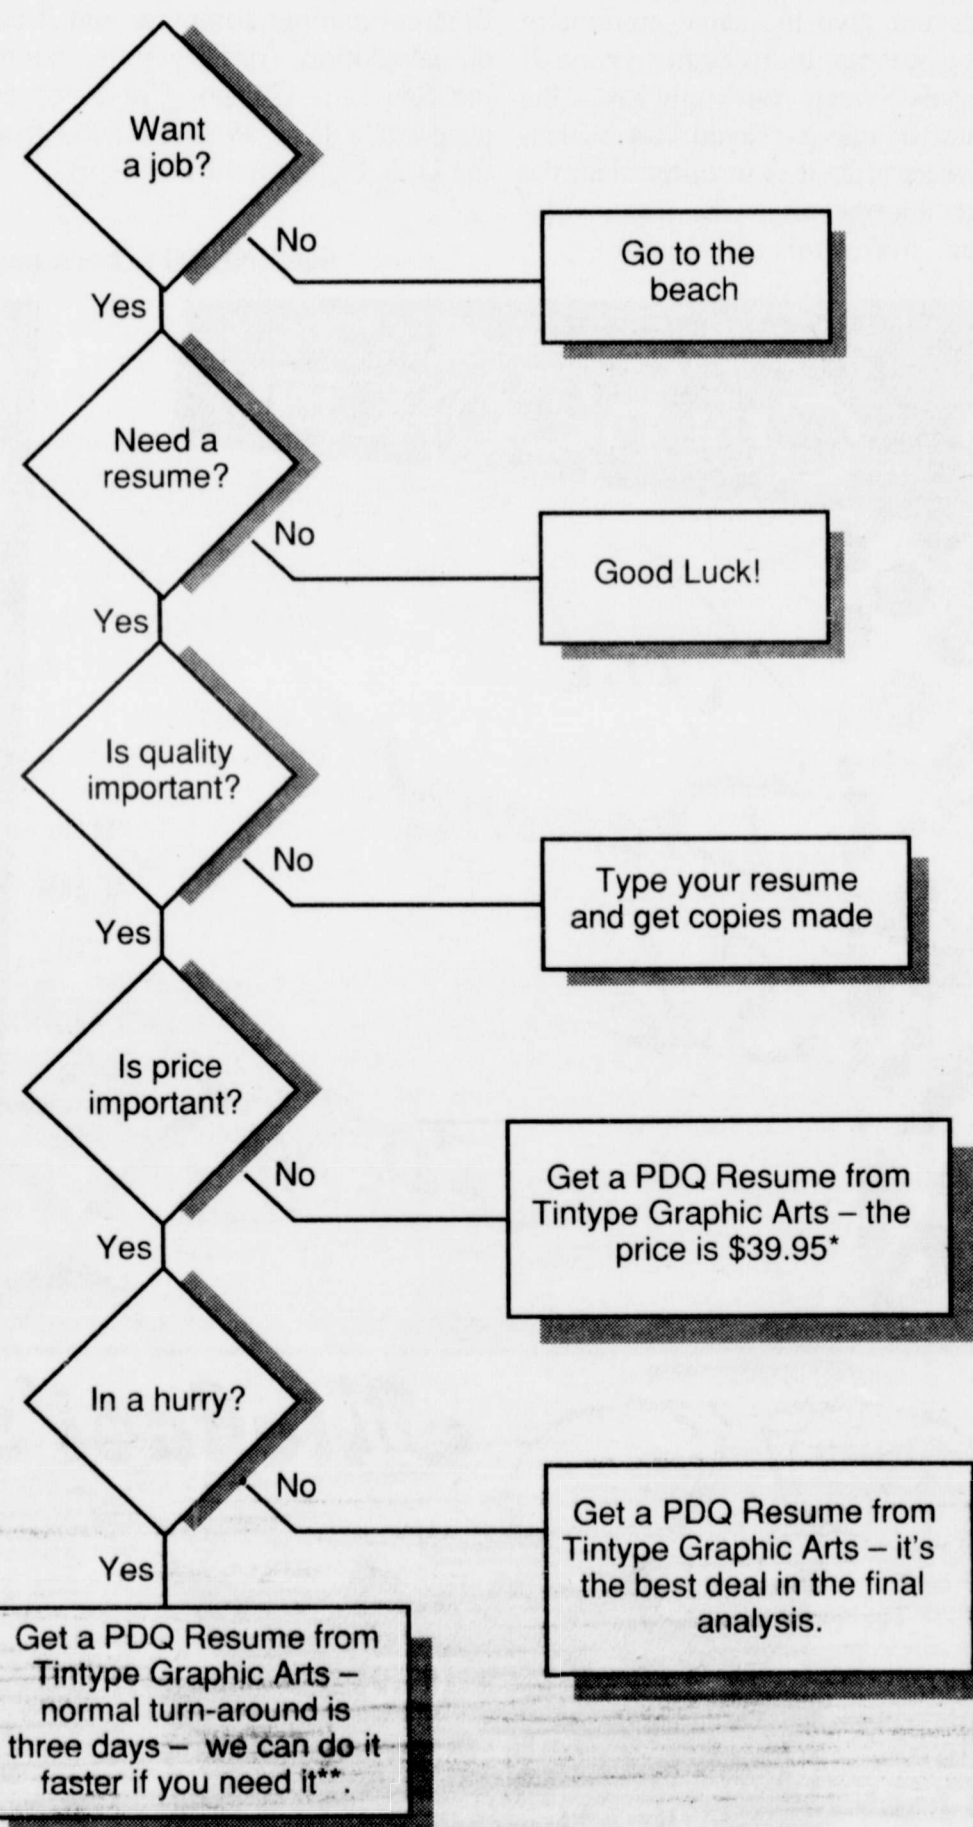 Want
a job?
No
Go to the
beach
Yes
Need a
resume?
No
Good Luck!
Yes
Is quality
important?
No
Type your resume
and get copies made
Yes
Is price
important?
No
Get a PDQ Resume from
Tintype Graphic Arts – the
price is $39.95*
Yes
In a hurry?
No
Get a PDQ Resume from
Tintype Graphic Arts – it's
the best deal in the final
analysis.
Yes
Get a PDQ Resume from
Tintype Graphic Arts –
normal turn-around is
three days – we can do it
faster if you need it**.